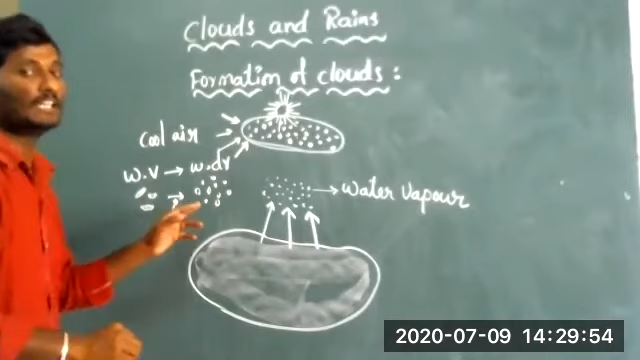 Clouds and Rains
Formation of clouds:
Cool air
W.V → w.dr
→ Water Vapour
2020-07-09 14:29:54